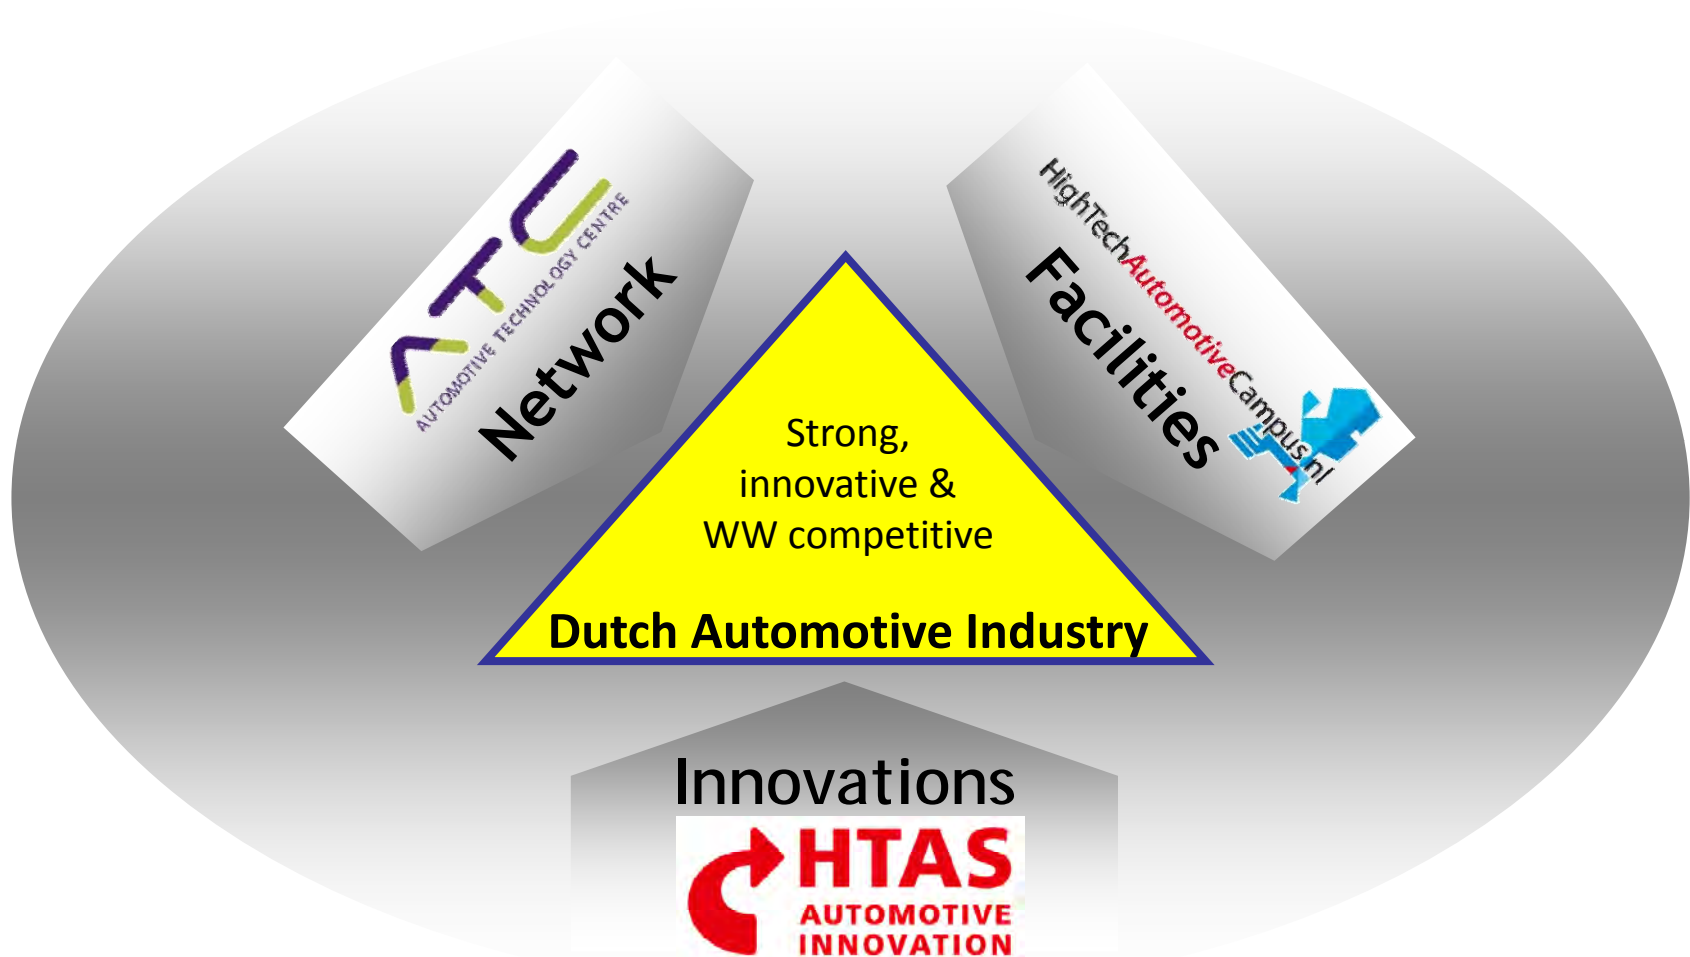 ATC
AUTOMOTIVE TECHNOLOGY CENTRE
Network
HighTechAutomotiveCampus.nl
Facilities
Strong,
innovative &
WW competitive
Dutch Automotive Industry
Innovations
HTAS
AUTOMOTIVE
INNOVATION